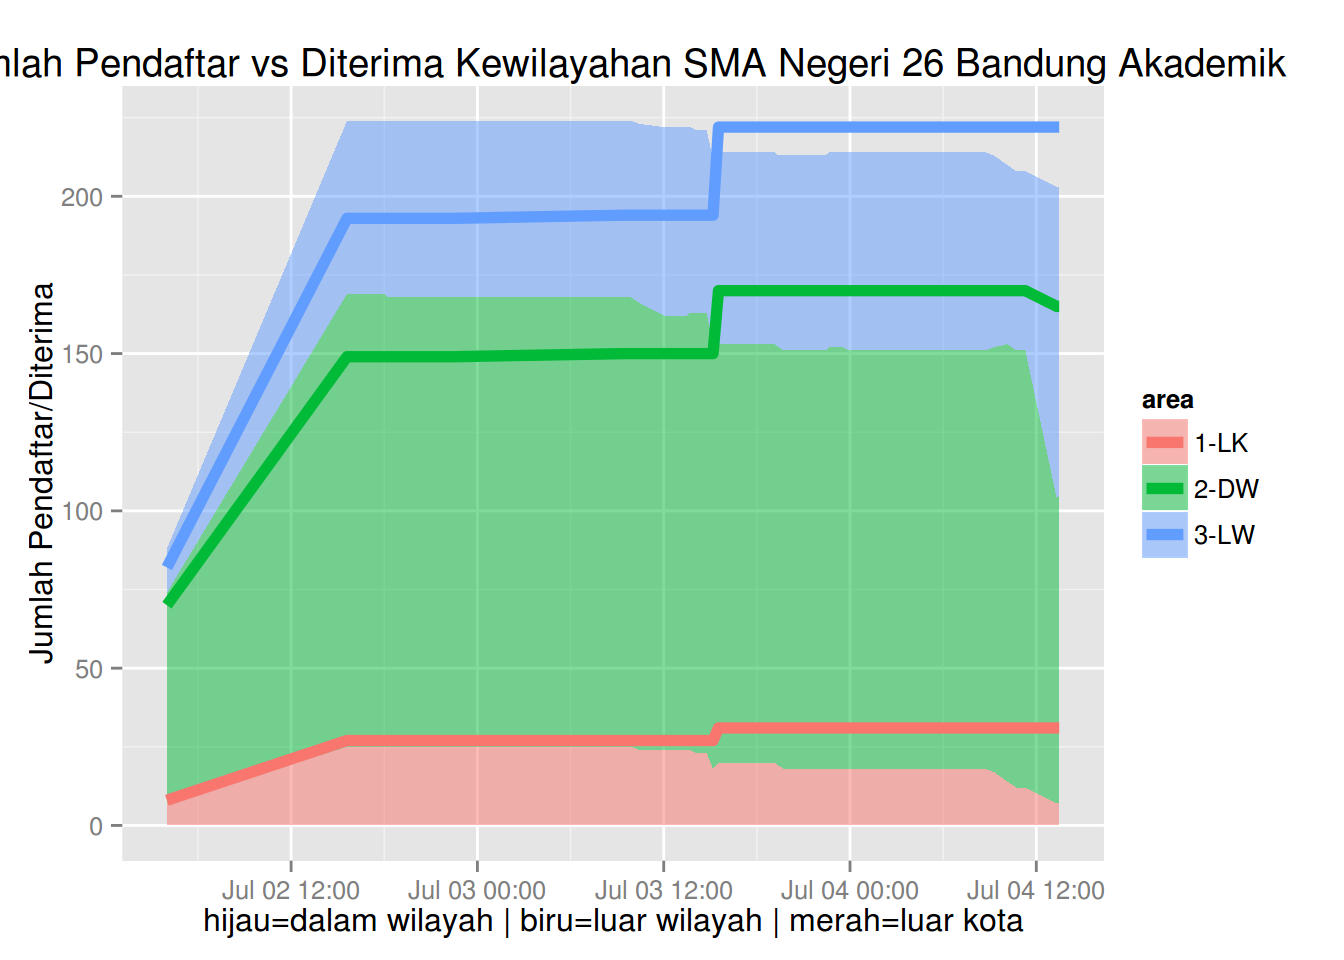 mlah Pendaftar vs Diterima Kewilayahan SMA Negeri 26 Bandung Akademik
Jumlah Pendaftar/Diterima
200
150
100
50
0
Jul 02 12:00
Jul 03 00:00
Jul 03 12:00
Jul 04 00:00
Jul 04 12:00
hijau=dalam wilayah | biru=luar wilayah | merah=luar kota
area
1-LK
2-DW
3-LW